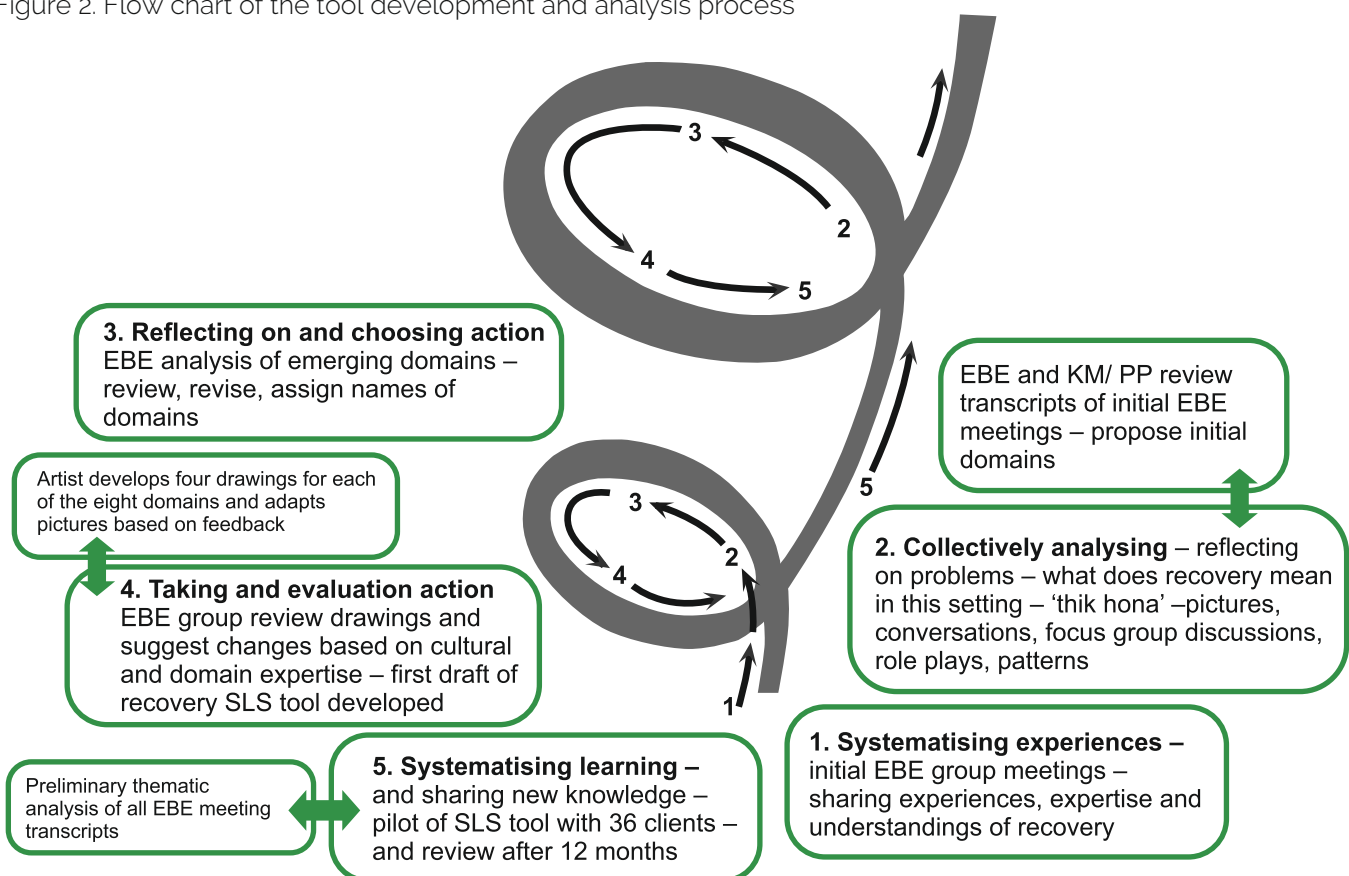 Figure 2. Flow chart of the tool development and analysis process
3
2
4
5
3. Reflecting on and choosing action
EBE analysis of emerging domains –
review, revise, assign names of
domains
EBE and KM/ PP review
transcripts of initial EBE
meetings – propose initial
domains
Artist develops four drawings for each
of the eight domains and adapts
pictures based on feedback
3
2
4
5
2. Collectively analysing – reflecting
on problems – what does recovery mean
in this setting – ‘thik hona’ –pictures,
conversations, focus group discussions,
role plays, patterns
4. Taking and evaluation action
EBE group review drawings and
suggest changes based on cultural
and domain expertise – first draft of
recovery SLS tool developed
1
1. Systematising experiences –
initial EBE group meetings –
sharing experiences, expertise and
understandings of recovery
5. Systematising learning –
and sharing new knowledge –
pilot of SLS tool with 36 clients –
and review after 12 months
Preliminary thematic
analysis of all EBE meeting
transcripts